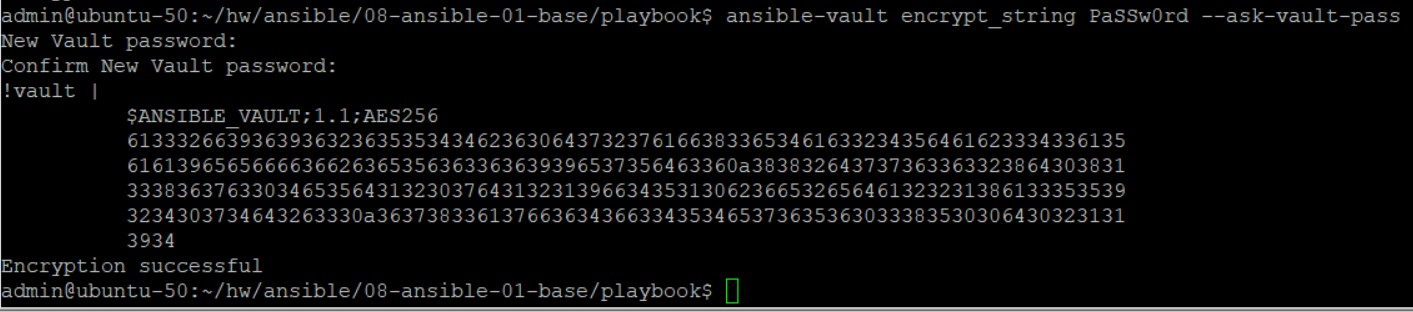 admin@ubuntu-50:~/hw/ansible/08-ansible-01-base/playbook$ ansible-vault encrypt_string PaSSw0rd --ask-vault-pass
New Vault password:
Confirm New Vault password:
!vault |
$ANSIBLE_VAULT;1.1;AES256
61333266393639363236353534346236306437323761663833653461633234356461623334336135
6161396565666636626365356363363639396537356463360a383832643737363363323864303831
33383637633034653564313230376431323139663435313062366532656461323231386133353539
3234303734643263330a363738336137663634366334353465373635363033383530306430323131
3934
Encryption successful
admin@ubuntu-50:~/hw/ansible/08-ansible-01-base/playbook$